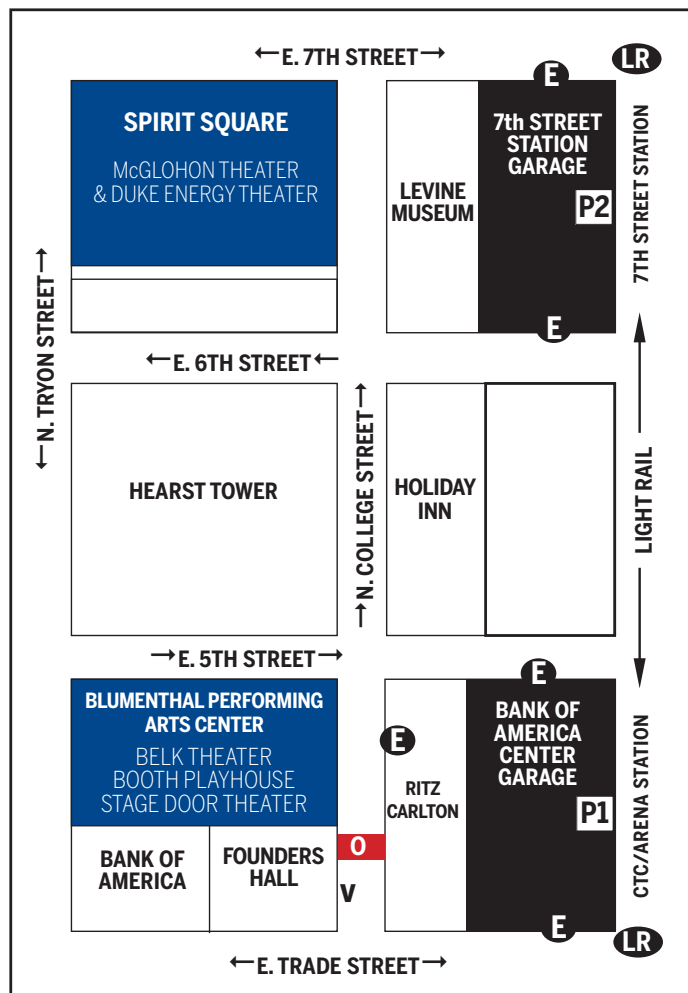 ←E. 7TH STREET→
E
LR
SPIRIT SQUARE
McGLOHON THEATER
& DUKE ENERGY THEATER
LEVINE
MUSEUM
7th STREET
STATION
GARAGE
P2
7TH STREET STATION
E
←N. TRYON STREET→
←E. 6TH STREET←
HEARST TOWER
←N. COLLEGE STREET→
HOLIDAY
INN
←LIGHT RAIL→
→E. 5TH STREET→
E
BLUMENTHAL PERFORMING
ARTS CENTER
BELK THEATER
BOOTH PLAYHOUSE
STAGE DOOR THEATER
E
RITZ
CARLTON
BANK OF
AMERICA
CENTER
GARAGE
P1
CTC/ARENA STATION
BANK OF
AMERICA
FOUNDERS
HALL
O
V
E
LR
←E. TRADE STREET→